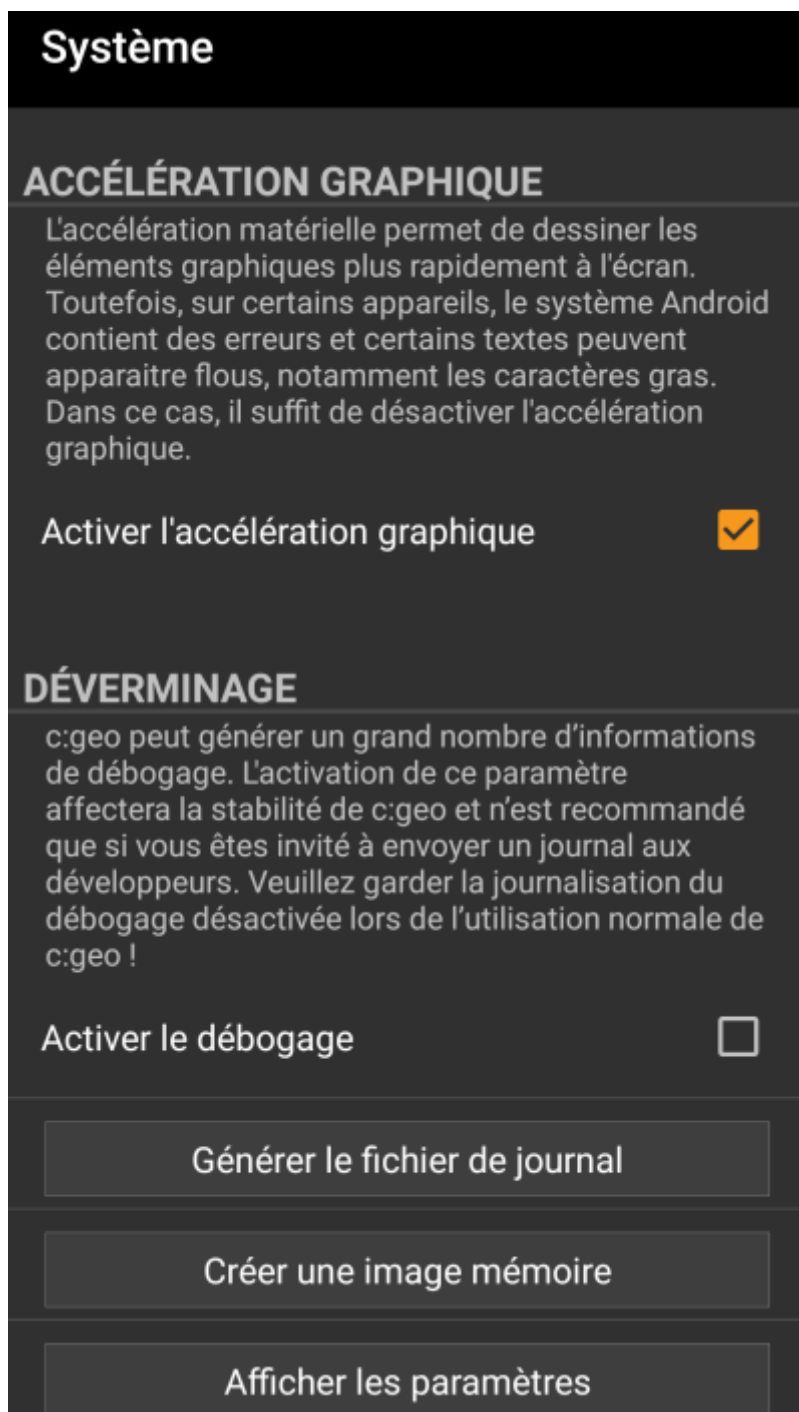 Système
ACCÉLÉRATION GRAPHIQUE
L'accélération matérielle permet de dessiner les
éléments graphiques plus rapidement à l'écran.
Toutefois, sur certains appareils, le système Android
contient des erreurs et certains textes peuvent
apparaitre flous, notamment les caractères gras.
Dans ce cas, il suffit de désactiver l'accélération
graphique.
Activer l'accélération graphique
DÉVERMINAGE
c:geo peut générer un grand nombre d’informations
de débogage. L'activation de ce paramètre
affectera la stabilité de c:geo et n’est recommandé
que si vous êtes invité à envoyer un journal aux
développeurs. Veuillez garder la journalisation du
débogage désactivée lors de l’utilisation normale de
c:geo !
Activer le débogage
Générer le fichier de journal
Créer une image mémoire
Afficher les paramètres